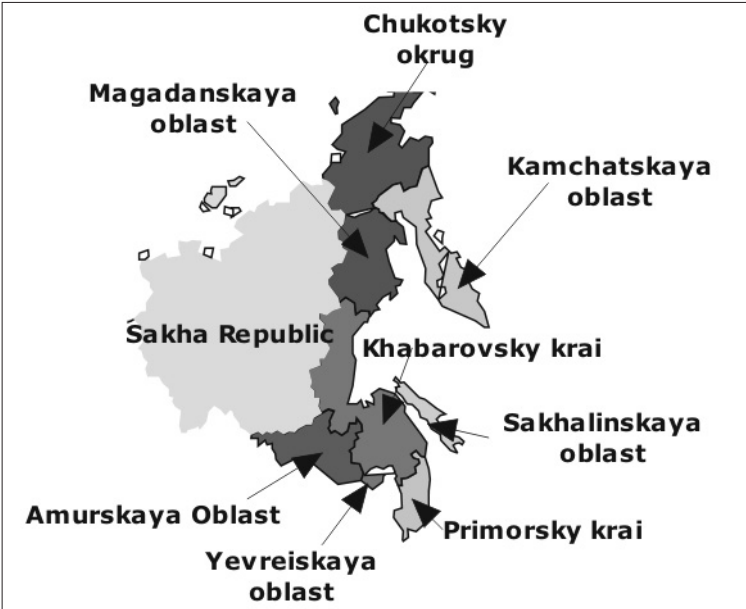 Chukotsky
okrug
Magadanskaya
oblast
Kamchatskaya
oblast
Sakha Republic
Khabarovsky krai
Sakhalinskaya
oblast
Amurskaya Oblast
Primorsky krai
Yevreiskaya
oblast